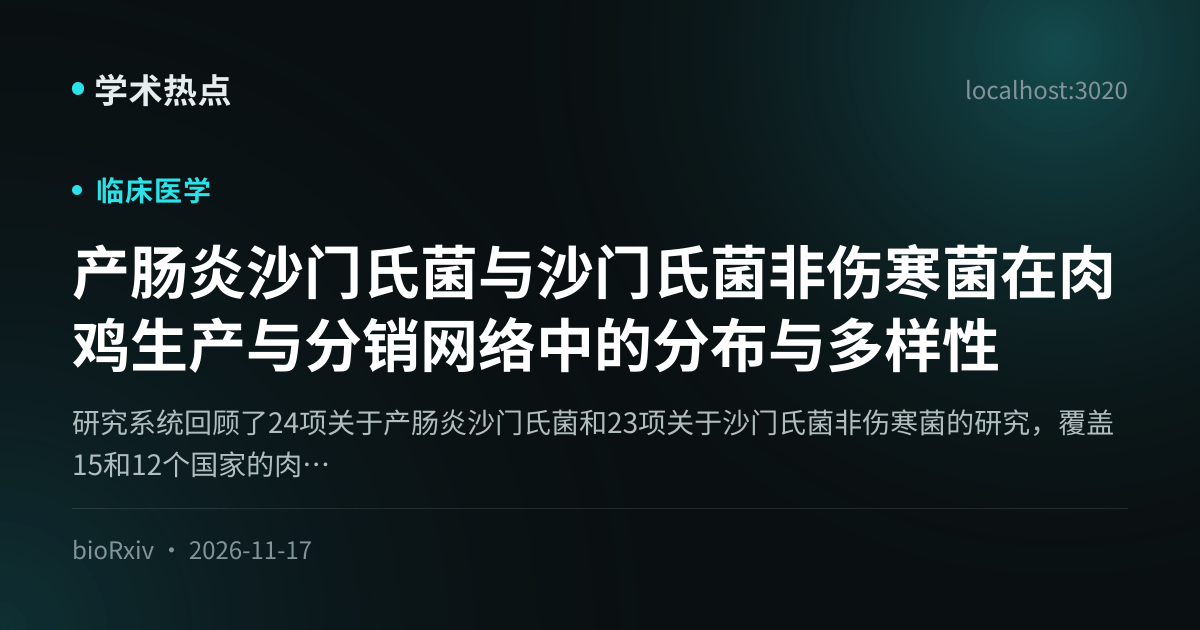 学术热点
localhost:3020
临床医学
产肠炎沙门氏菌与沙门氏菌非伤寒菌在肉
鸡生产与分销网络中的分布与多样性
研究系统回顾了24项关于产肠炎沙门氏菌和23项关于沙门氏菌非伤寒菌的研究，覆盖
15和12个国家的肉…
bioRxiv • 2026-11-17